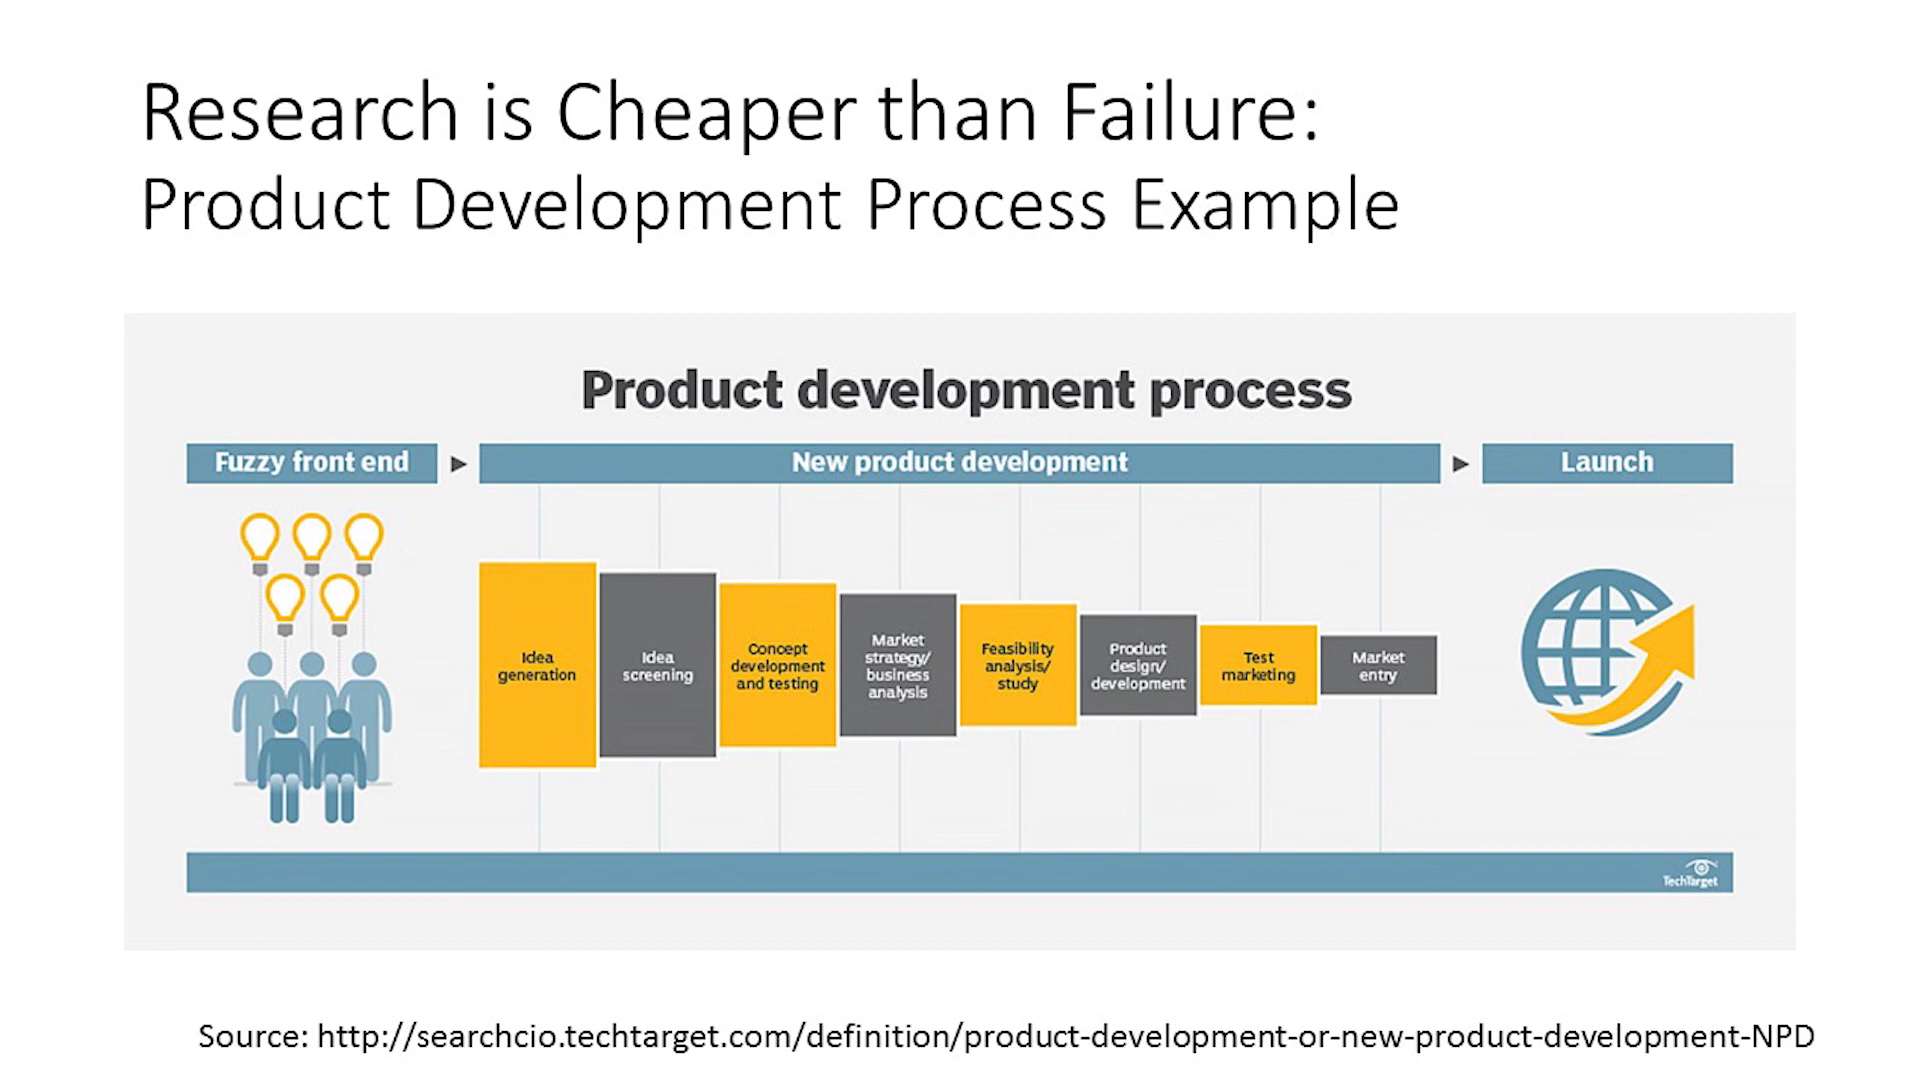 Research is Cheaper than Failure:
Product Development Process Example
Product development process
Fuzzy front end
New product development
Launch
Idea
generation
Idea
screening
Concept
development
and testing
Market
strategy/
business
analysis
Feasibility
analysis/
study
Product
design/
development
Test
marketing
Market
entry
TechTarget
Source: http://searchcio.techtarget.com/definition/product-development-or-new-product-development-NPD